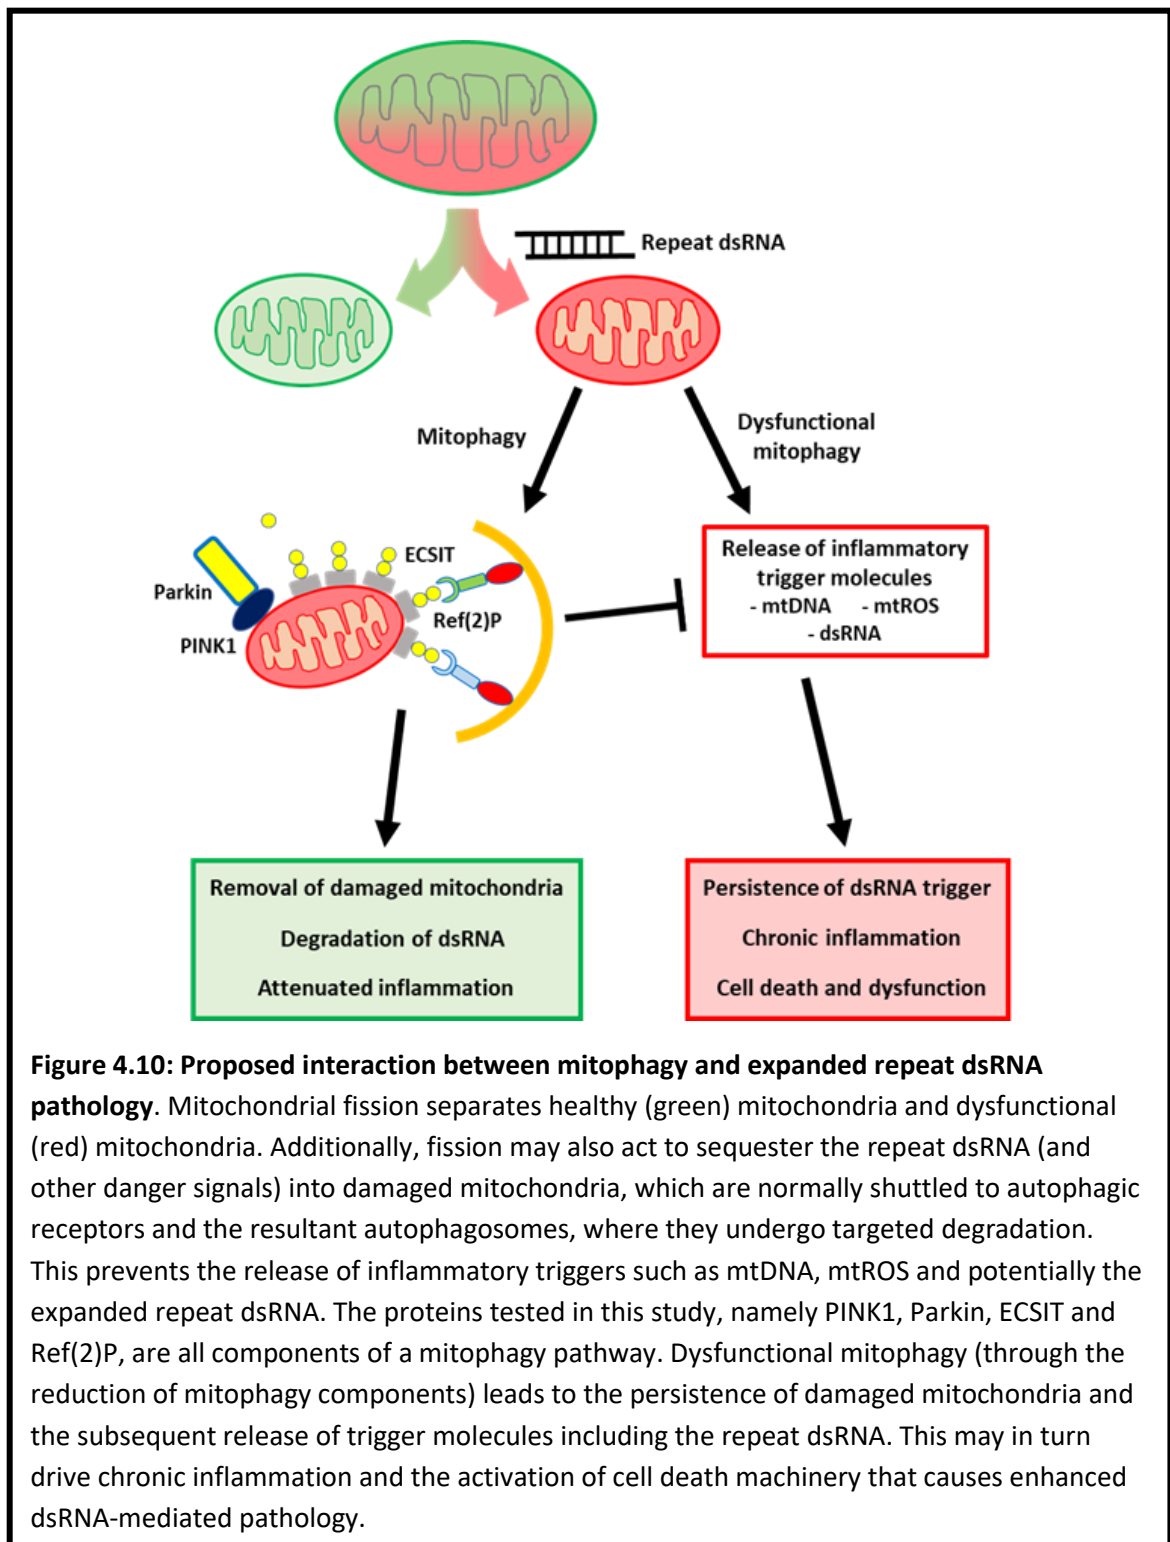 Repeat dsRNA
Mitophagy
Dysfunctional
mitophagy
ECSIT
Parkin
Ref(2)P
PINK1
Release of inflammatory
trigger molecules
- mtDNA - mtROS
- dsRNA
Removal of damaged mitochondria
Degradation of dsRNA
Attenuated inflammation
Persistence of dsRNA trigger
Chronic inflammation
Cell death and dysfunction
Figure 4.10: Proposed interaction between mitophagy and expanded repeat dsRNA
pathology. Mitochondrial fission separates healthy (green) mitochondria and dysfunctional
(red) mitochondria. Additionally, fission may also act to sequester the repeat dsRNA (and
other danger signals) into damaged mitochondria, which are normally shuttled to autophagic
receptors and the resultant autophagosomes, where they undergo targeted degradation.
This prevents the release of inflammatory triggers such as mtDNA, mtROS and potentially the
expanded repeat dsRNA. The proteins tested in this study, namely PINK1, Parkin, ECSIT and
Ref(2)P, are all components of a mitophagy pathway. Dysfunctional mitophagy (through the
reduction of mitophagy components) leads to the persistence of damaged mitochondria and
the subsequent release of trigger molecules including the repeat dsRNA. This may in turn
drive chronic inflammation and the activation of cell death machinery that causes enhanced
dsRNA-mediated pathology.